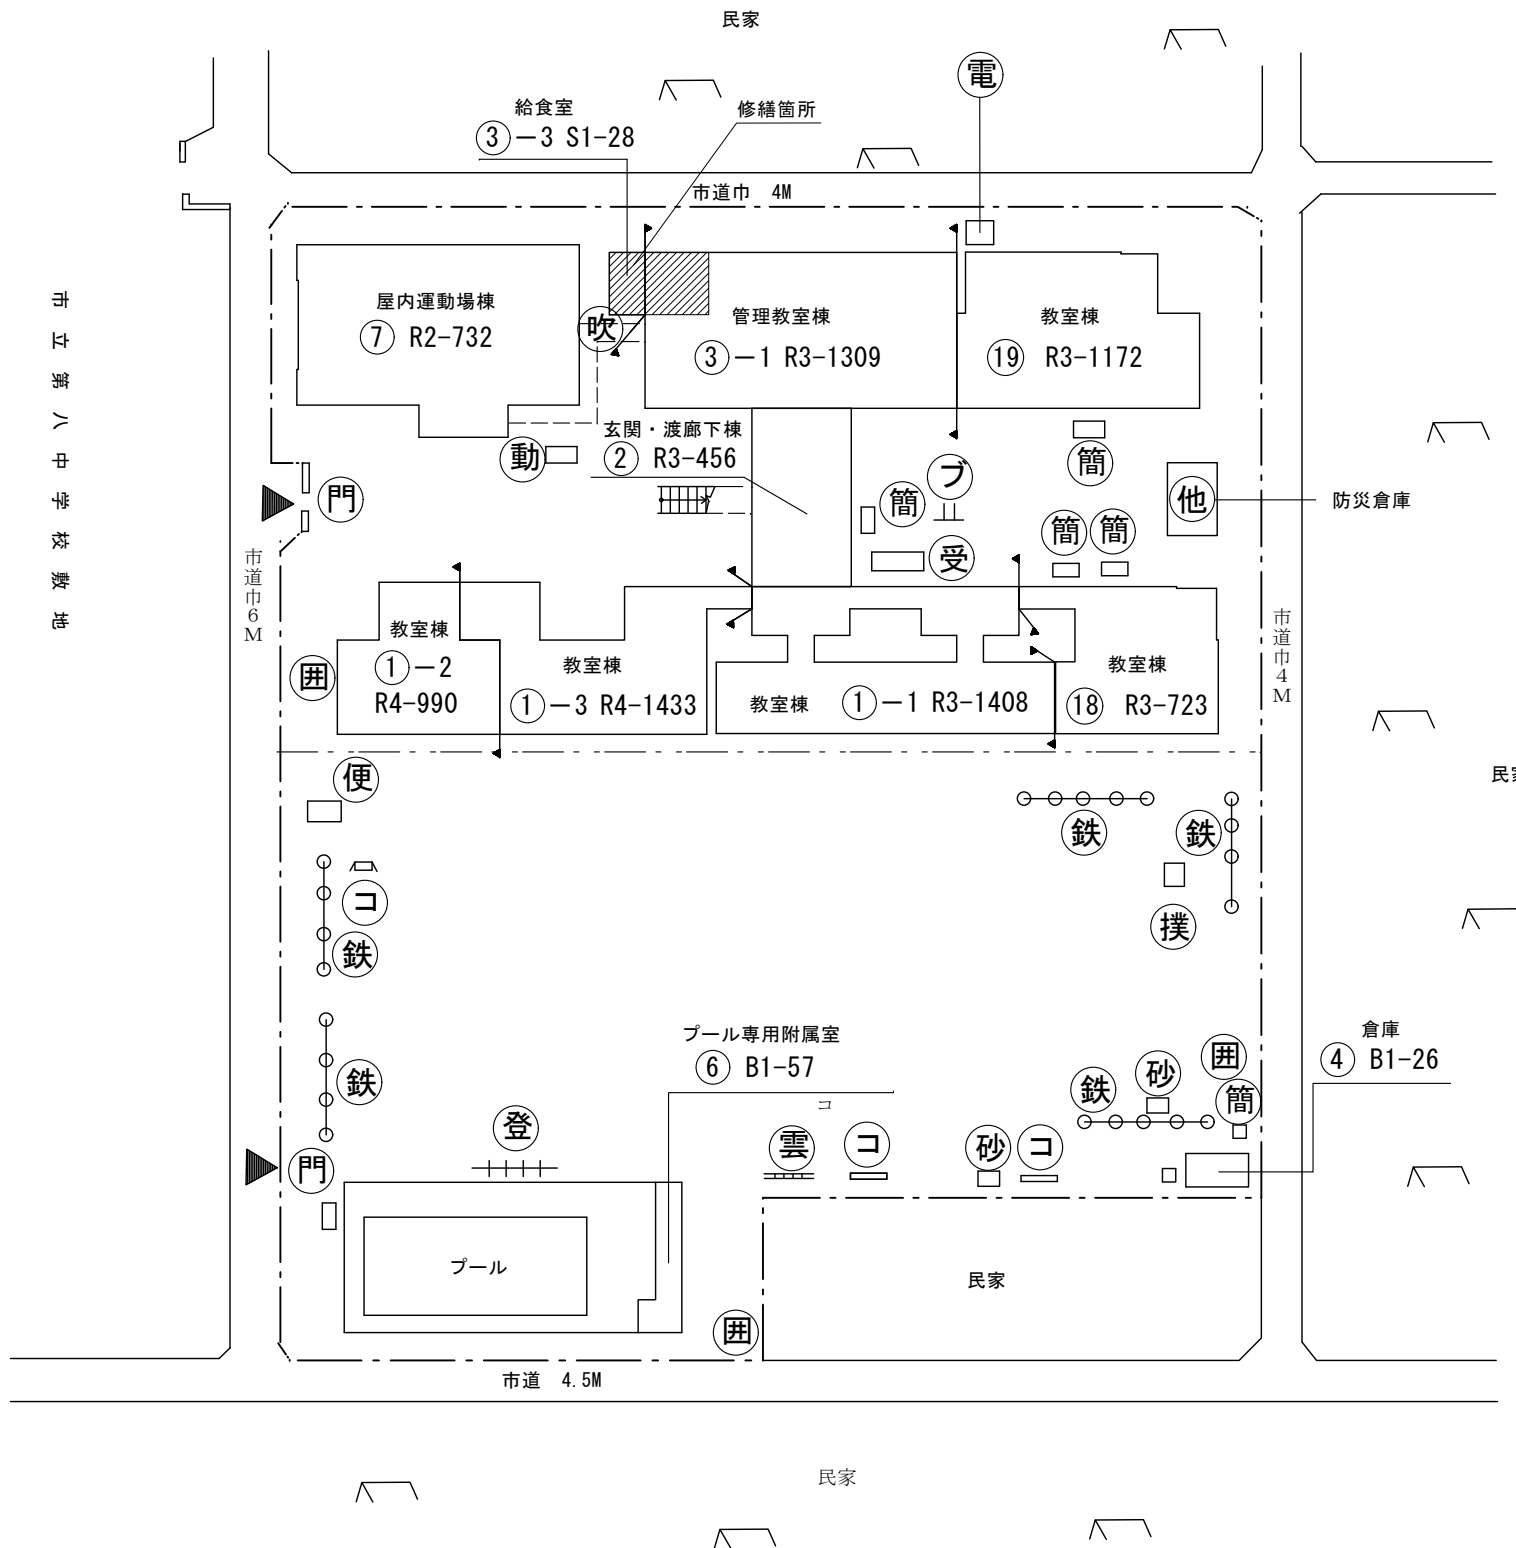 民家
電
給食室
③－3 S1-28
修繕箇所
市道巾 4M
市立第八中学校敷地
屋内運動場棟
⑦ R2-732
吹
管理教室棟
③－1 R3-1309
教室棟
⑲ R3-1172
玄関・渡廊下棟
② R3-456
動
門
簡
ブ
受
簡
簡
簡
他
防災倉庫
市道巾6M
囲
教室棟
①－2
R4-990
教室棟
①－3 R4-1433
教室棟 ①－1 R3-1408
教室棟
⑱ R3-723
市道巾4M
便
コ
鉄
鉄
鉄
撲
鉄
プール専用附属室
⑥ B1-57
コ
倉庫
④ B1-26
囲
砂
鉄
簡
登
雲
コ
砂
コ
門
プール
囲
民家
市道 4.5M
民家